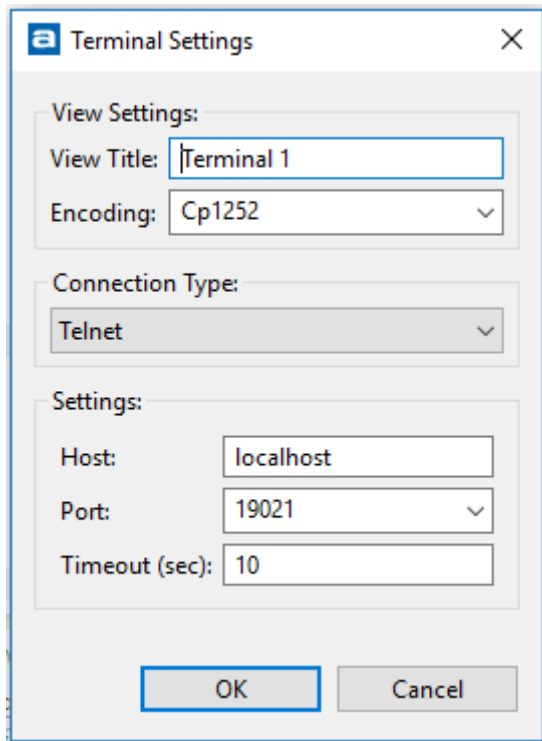 a Terminal Settings
View Settings:
View Title: Terminal 1
Encoding: Cp1252
Connection Type:
Telnet
Settings:
Host: localhost
Port: 19021
Timeout (sec): 10
OK Cancel